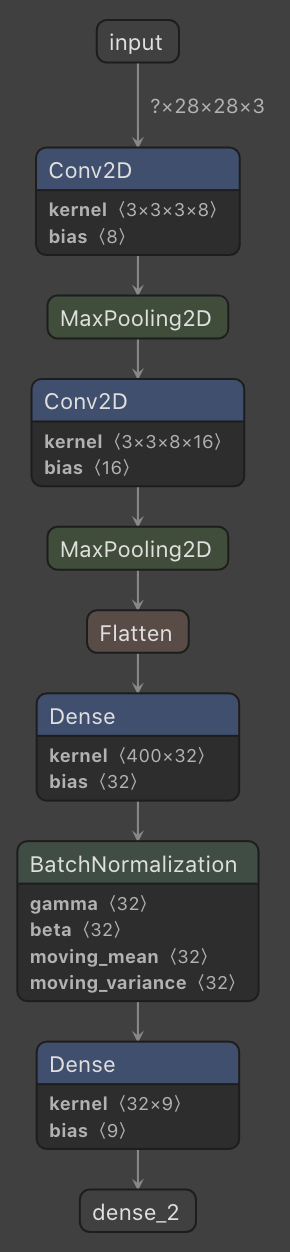 input
?×28×28×3
Conv2D
kernel ⟨3×3×3×8⟩
bias ⟨8⟩
MaxPooling2D
Conv2D
kernel ⟨3×3×8×16⟩
bias ⟨16⟩
MaxPooling2D
Flatten
Dense
kernel ⟨400×32⟩
bias ⟨32⟩
BatchNormalization
gamma ⟨32⟩
beta ⟨32⟩
moving_mean ⟨32⟩
moving_variance ⟨32⟩
Dense
kernel ⟨32×9⟩
bias ⟨9⟩
dense_2